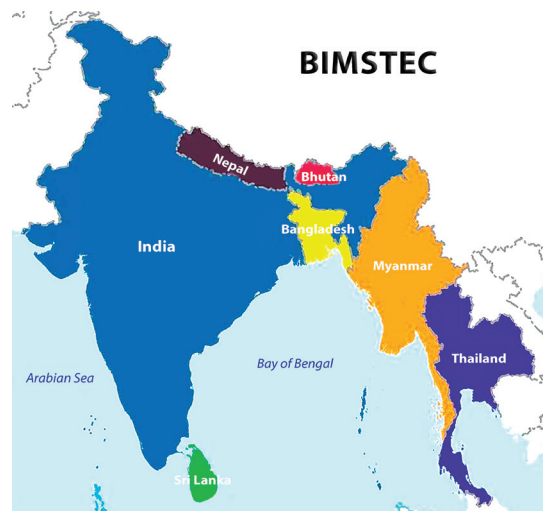 BIMSTEC
Nepal
Bhutan
Bangladesh
India
Myanmar
Thailand
Bay of Bengal
Arabian Sea
Sri Lanka